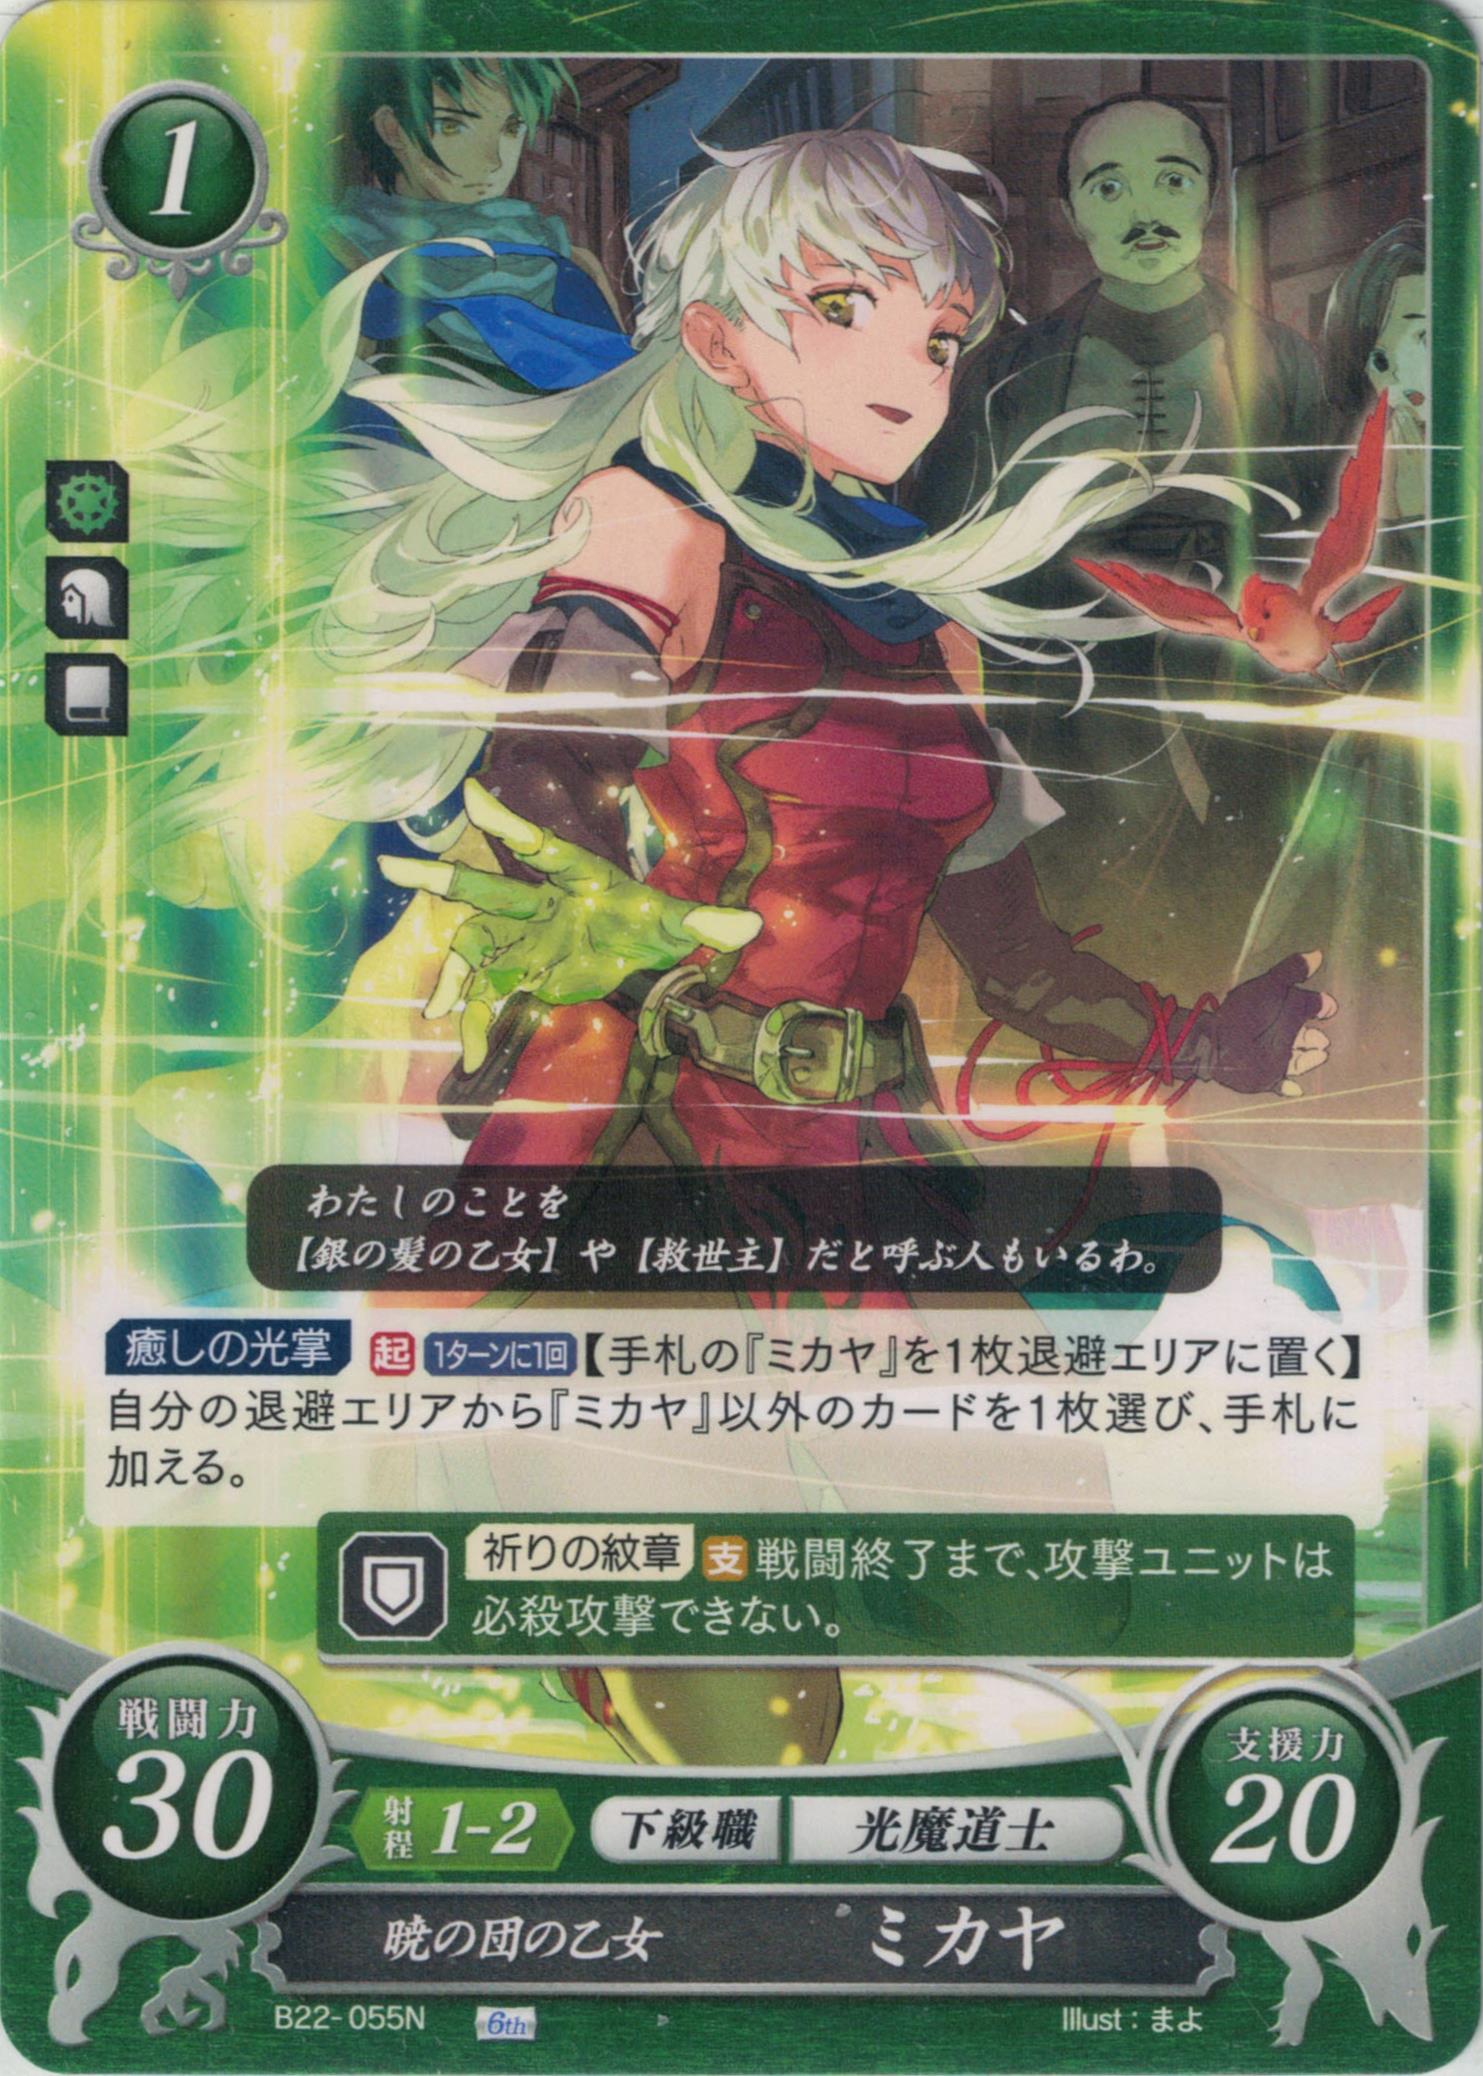 1
わたしのことを
【銀の髪の乙女】や【救世主】だと呼ぶ人もいるわ。
癒しの光掌 起 1ターンに1回【手札の『ミカヤ』を1枚退避エリアに置く】
自分の退避エリアから『ミカヤ』以外のカードを1枚選び、手札に
加える。
祈りの紋章 支 戦闘終了まで、攻撃ユニットは
必殺攻撃できない。
戦闘力
30
射程 1-2
下級職
光魔道士
支援力
20
暁の団の乙女 ミカヤ
B22-055N 6th Illust：まよ